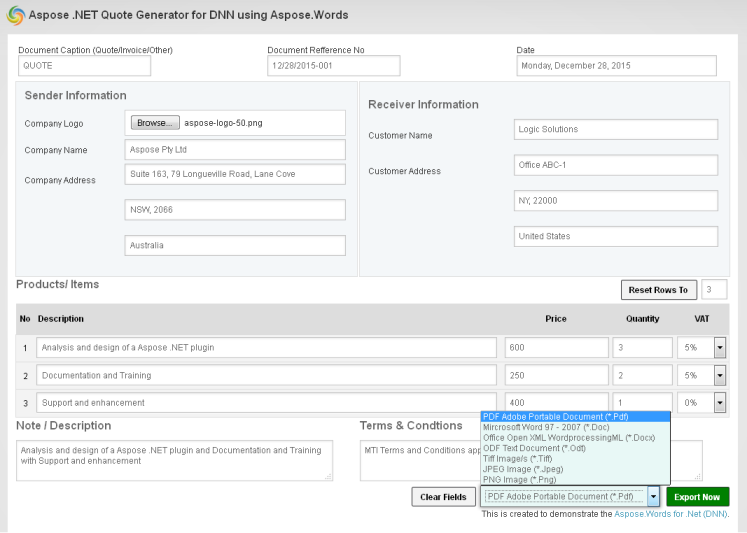 Aspose .NET Quote Generator for DNN using Aspose.Words
Document Caption (Quote/Invoice/Other) Document Refference No Date
QUOTE 12/28/2015-001 Monday, December 28, 2015
Sender Information
Company Logo Browse... aspose-logo-50.png
Company Name Aspose Pty Ltd
Company Address Suite 163, 79 Longueville Road, Lane Cove
NSW, 2066
Australia
Receiver Information
Customer Name Logic Solutions
Customer Address Office ABC-1
NY, 22000
United States
Products/ Items Reset Rows To 3
No Description Price Quantity VAT
1 Analysis and design of a Aspose .NET plugin 600 3 5%
2 Documentation and Training 250 2 5%
3 Support and enhancement 400 1 0%
Note / Description
Analysis and design of a Aspose .NET plugin and Documentation and Training
with Support and enhancement
Terms & Condtions
MTI Terms and Conditions app
PDF Adobe Portable Document (*.Pdf)
Mircrosoft Word 97 - 2007 (*.Doc)
Office Open XML WordprocessingML (*.Docx)
ODF Text Document (*.Odt)
Tiff Image/s (*.Tiff)
JPEG Image (*.Jpeg)
PNG Image (*.Png)
Clear Fields PDF Adobe Portable Document (*.Pdf) Export Now
This is created to demonstrate the Aspose.Words for .Net (DNN).